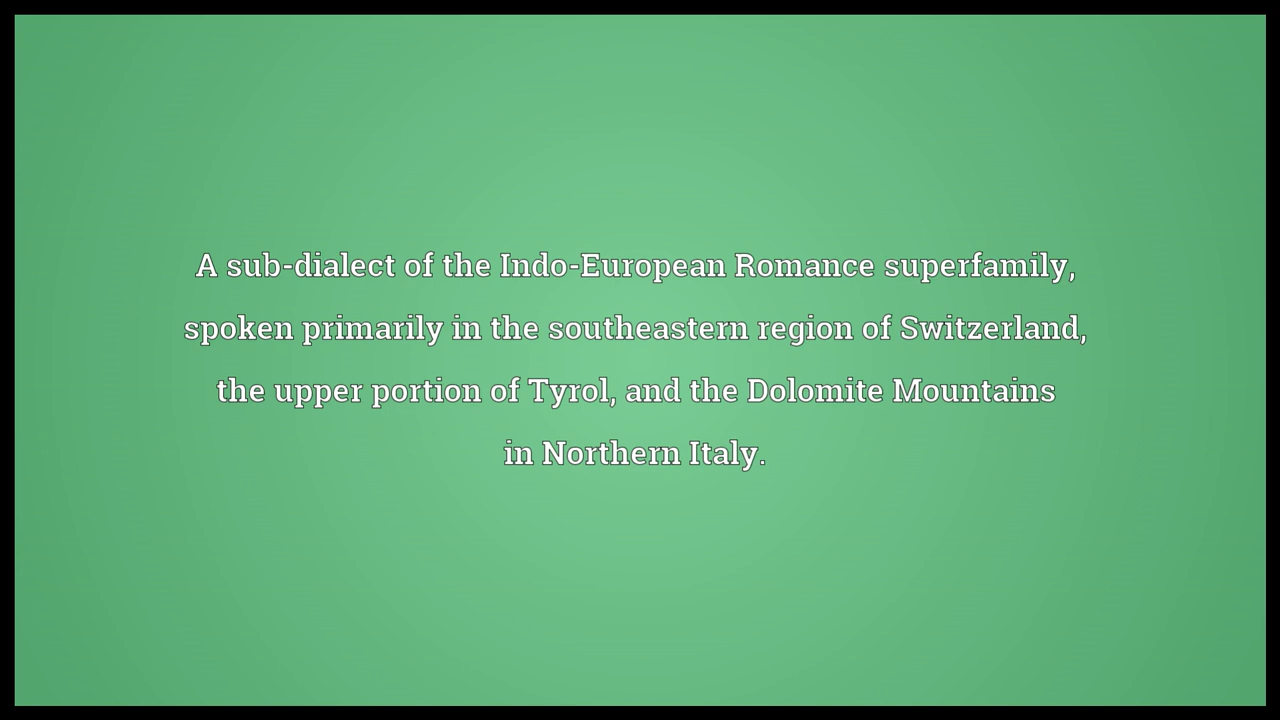 A sub-dialect of the Indo-European Romance superfamily,
spoken primarily in the southeastern region of Switzerland,
the upper portion of Tyrol, and the Dolomite Mountains
in Northern Italy.